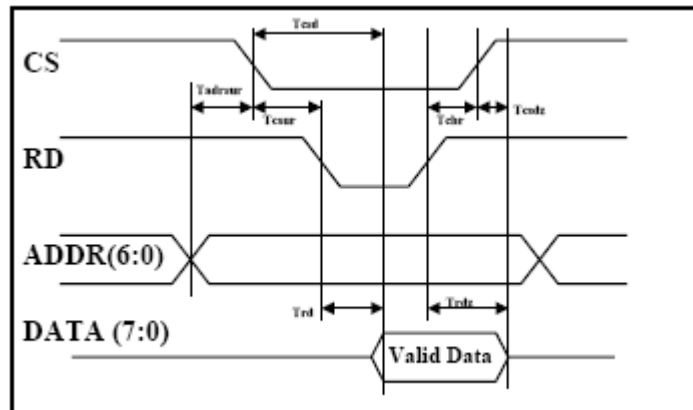 Tcsd
CS
Tadrsur
Tcsur
Tchr
Tcsdz
RD
ADDR(6:0)
Trd
Trdz
DATA (7:0)
Valid Data